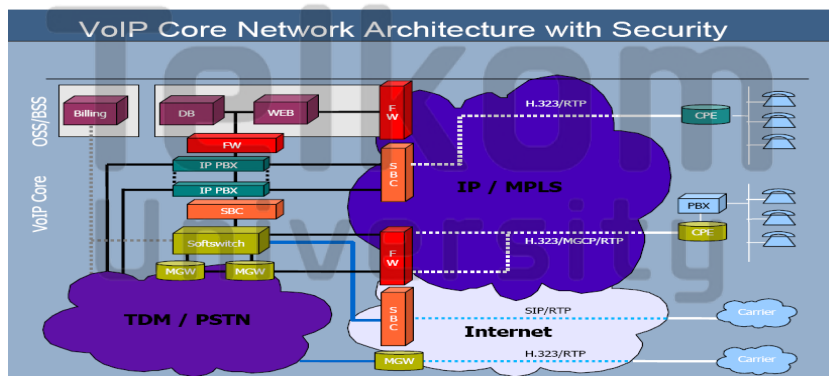 VoIP Core Network Architecture with Security
Telkom
University
OSS/BSS
VoIP Core
Billing
DB
WEB
FW
FW
H.323/RTP
CPE
IP PBX
IP PBX
SBC
SBC
IP / MPLS
Softswitch
FW
H.323/MGCP/RTP
PBX
CPE
MGW
MGW
TDM / PSTN
SBC
SIP/RTP
Carrier
Internet
MGW
H.323/RTP
Carrier